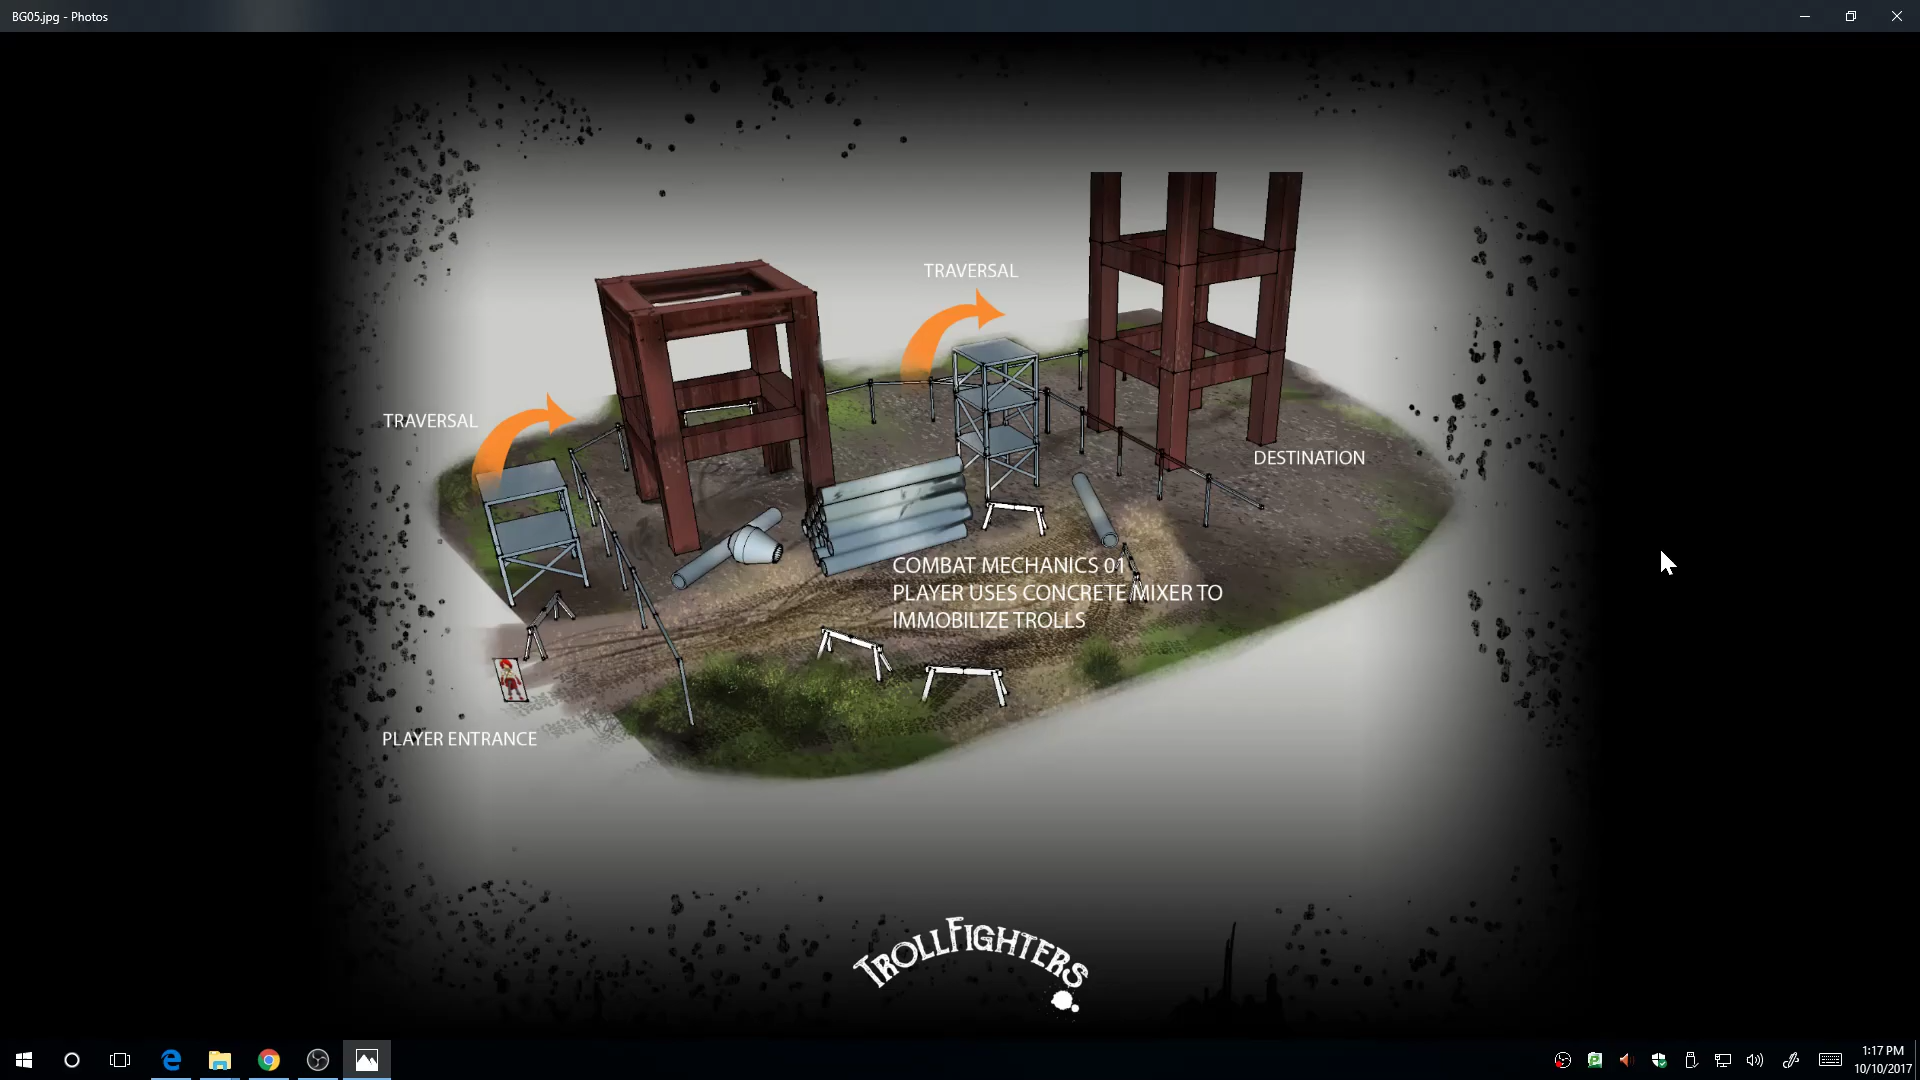 BG05.jpg - Photos
TRAVERSAL
TRAVERSAL
DESTINATION
COMBAT MECHANICS 01
PLAYER USES CONCRETE MIXER TO
IMMOBILIZE TROLLS
PLAYER ENTRANCE
TROLLFIGHTERS
1:17 PM
10/10/2017